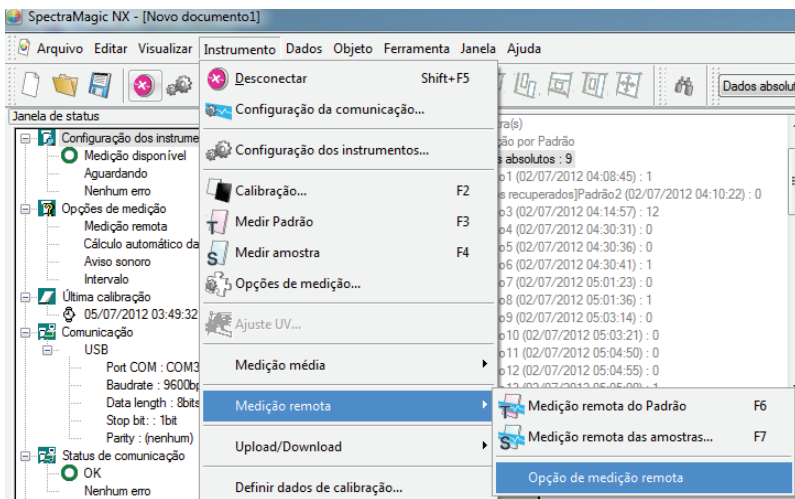 SpectraMagic NX - [Novo documento1]
Arquivo Editar Visualizar Instrumento Dados Objeto Ferramenta Janela Ajuda
Dados absolut
Janela de status
Configuração dos instrume
Medição disponível
Aguardando
Nenhum erro
Opções de medição
Medição remota
Cálculo automático da
Aviso sonoro
Intervalo
Última calibração
05/07/2012 03:49:32
Comunicação
USB
Port COM : COM3
Baudrate : 9600bp
Data length : 8bits
Stop bit: : 1bit
Parity : (nenhum)
Status de comunicação
OK
Nenhum erro
Desconectar Shift+F5
Configuração da comunicação...
Configuração dos instrumentos...
Calibração... F2
Medir Padrão F3
Medir amostra F4
Opções de medição...
Ajuste UV...
Medição média
Medição remota
Upload/Download
Definir dados de calibração...
tra(s)
ção por Padrão
s absolutos : 9
o1 (02/07/2012 04:08:45) : 1
s recuperados]Padrão2 (02/07/2012 04:10:22) : 0
o3 (02/07/2012 04:14:57) : 12
o4 (02/07/2012 04:30:31) : 0
o5 (02/07/2012 04:30:36) : 0
o6 (02/07/2012 04:30:41) : 1
o7 (02/07/2012 05:01:23) : 0
o8 (02/07/2012 05:01:36) : 1
o9 (02/07/2012 05:03:14) : 0
o10 (02/07/2012 05:03:21) : 0
o11 (02/07/2012 05:04:50) : 0
o12 (02/07/2012 05:04:55) : 0
Medição remota do Padrão F6
Medição remota das amostras... F7
Opção de medição remota